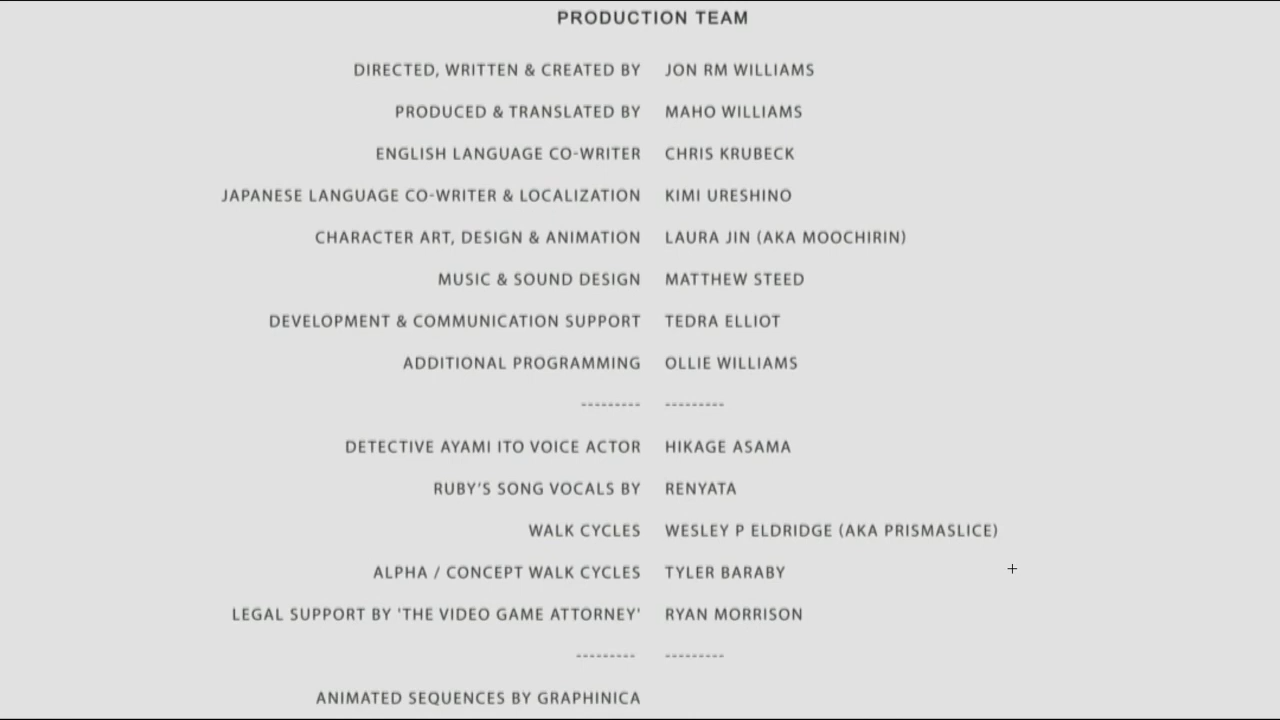 PRODUCTION TEAM
DIRECTED, WRITTEN & CREATED BY JON RM WILLIAMS
PRODUCED & TRANSLATED BY MAHO WILLIAMS
ENGLISH LANGUAGE CO-WRITER CHRIS KRUBECK
JAPANESE LANGUAGE CO-WRITER & LOCALIZATION KIMI URESHINO
CHARACTER ART, DESIGN & ANIMATION LAURA JIN (AKA MOOCHIRIN)
MUSIC & SOUND DESIGN MATTHEW STEED
DEVELOPMENT & COMMUNICATION SUPPORT TEDRA ELLIOT
ADDITIONAL PROGRAMMING OLLIE WILLIAMS
--------- ---------
DETECTIVE AYAMI ITO VOICE ACTOR HIKAGE ASAMA
RUBY'S SONG VOCALS BY RENYATA
WALK CYCLES WESLEY P ELDRIDGE (AKA PRISMASLICE)
ALPHA / CONCEPT WALK CYCLES TYLER BARABY
LEGAL SUPPORT BY 'THE VIDEO GAME ATTORNEY' RYAN MORRISON
--------- ---------
ANIMATED SEQUENCES BY GRAPHINICA